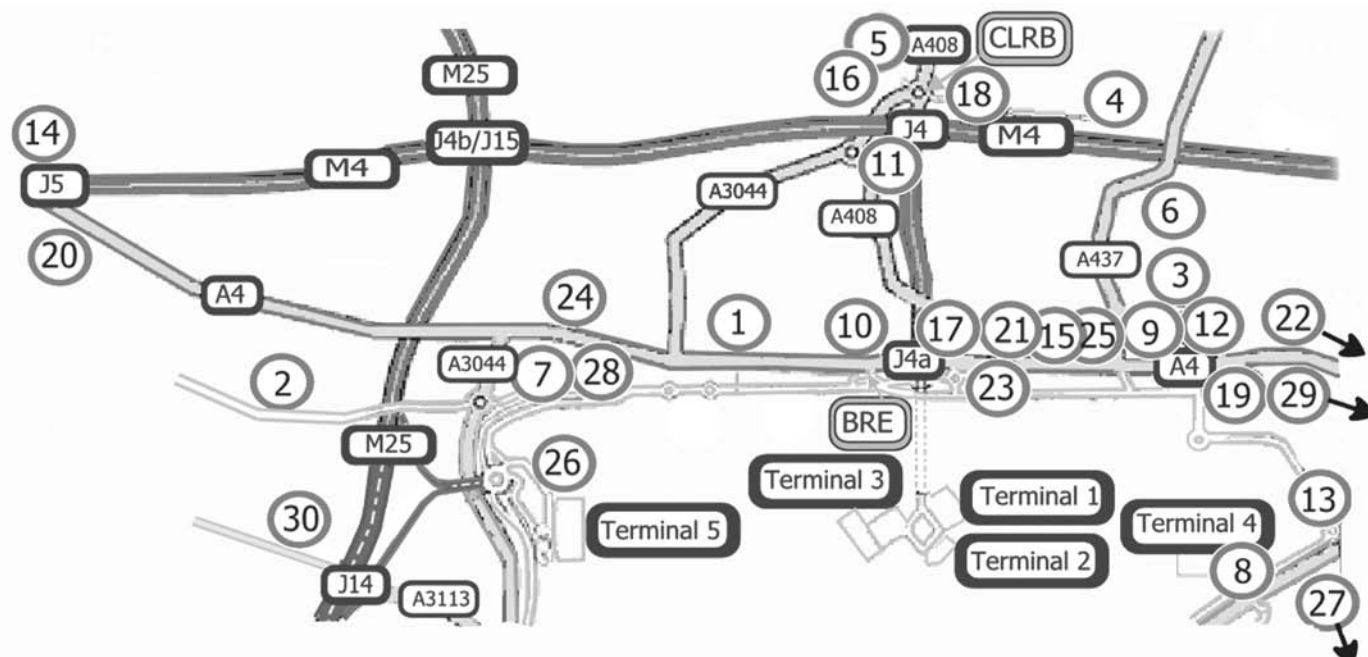 5
A408
CLRB
M25
16
18
4
14
J4b/J15
J4
M4
M4
J5
11
A3044
A408
6
20
A437
A4
24
3
1
10
17
21
15
25
9
12
22
J4a
A4
A3044
7
28
2
23
19
29
BRE
M25
26
Terminal 3
Terminal 1
13
30
Terminal 5
Terminal 4
Terminal 2
8
J14
A3113
27